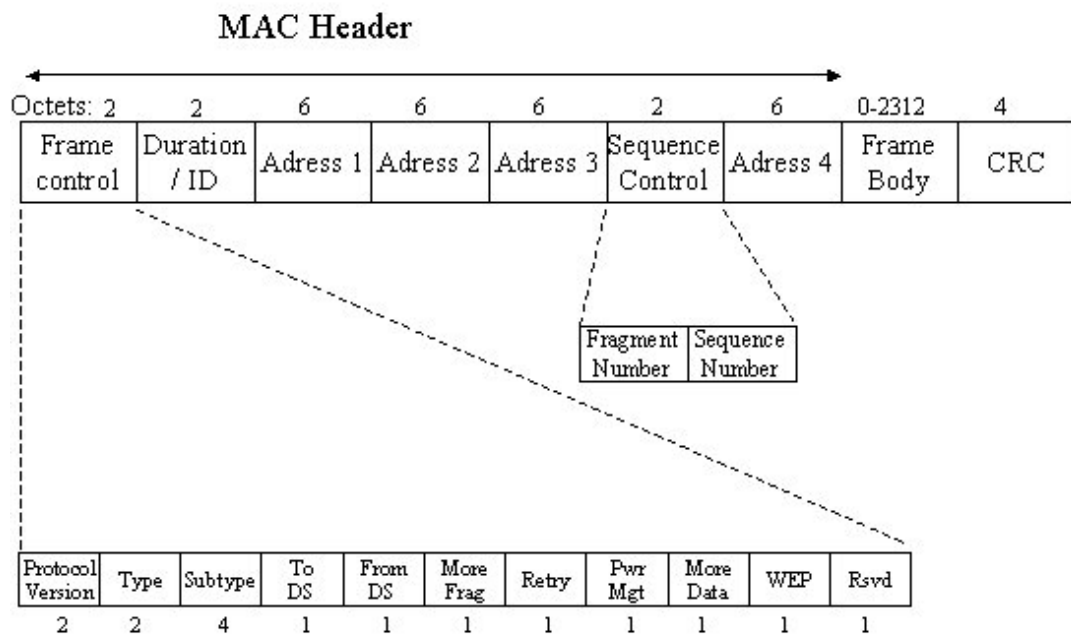 MAC Header
Octets: 2 2 6 6 6 2 6 0-2312 4
Frame control
Duration / ID
Adress 1
Adress 2
Adress 3
Sequence Control
Adress 4
Frame Body
CRC
Fragment Number
Sequence Number
Protocol Version
Type
Subtype
To DS
From DS
More Frag
Retry
Pwr Mgt
More Data
WEP
Rsvd
2 2 4 1 1 1 1 1 1 1 1